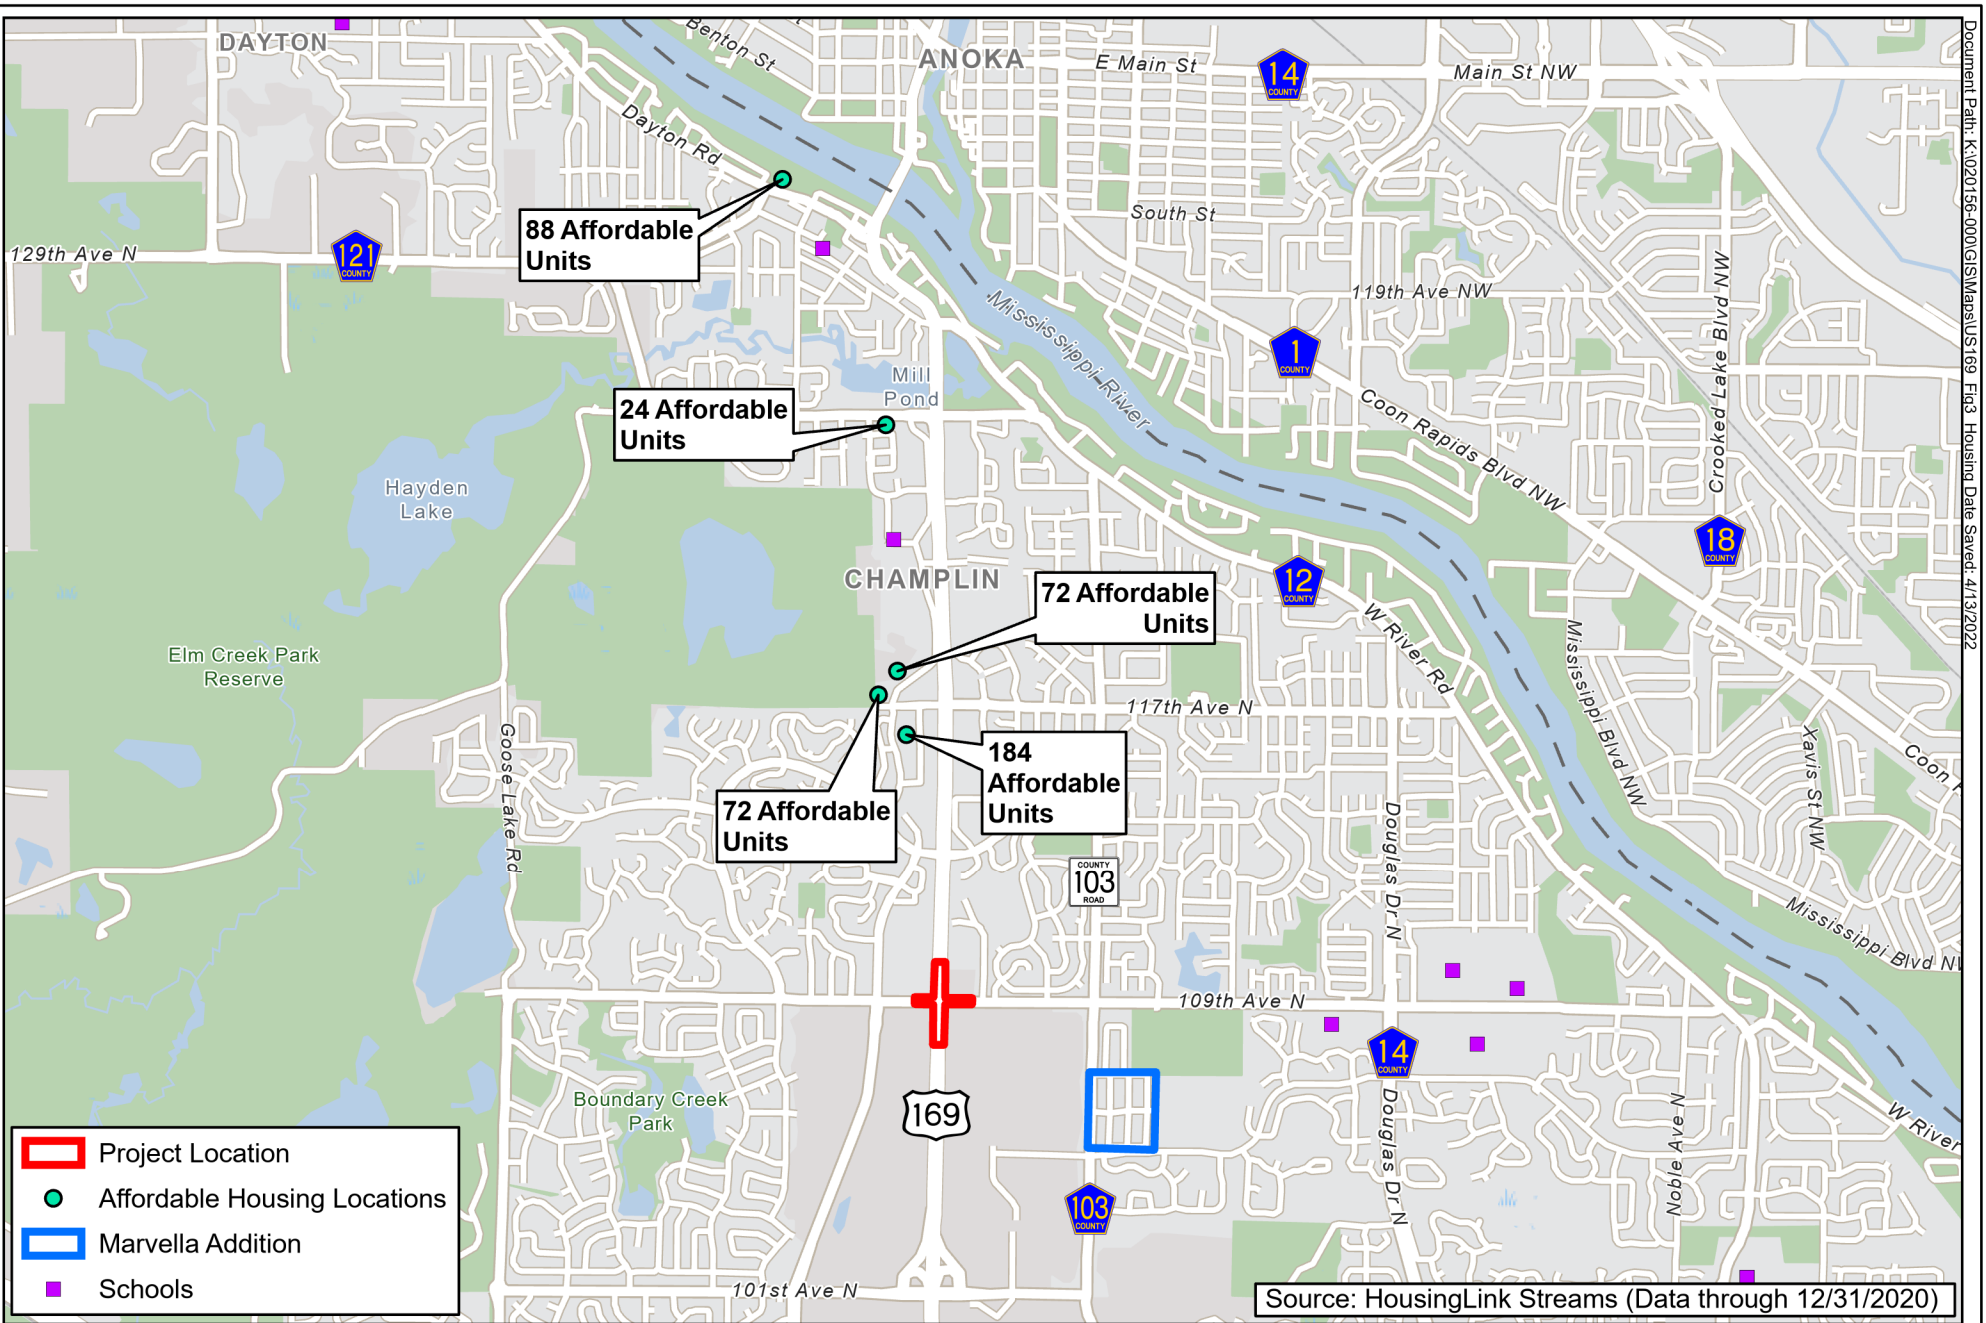 DAYTON
Benton St
ANOKA
E Main St
14
COUNTY
Main St NW
Dayton Rd
88 Affordable
Units
South St
129th Ave N
121
COUNTY
119th Ave NW
Mississippi River
1
COUNTY
Crooked Lake Blvd NW
Mill
Pond
24 Affordable
Units
Coon Rapids Blvd NW
Hayden
Lake
18
COUNTY
CHAMPLIN
12
COUNTY
72 Affordable
Units
W River Rd
Mississippi Blvd NW
Elm Creek Park
Reserve
117th Ave N
Goose Lake Rd
184
Affordable
Units
Xavis St NW
Coon
72 Affordable
Units
Douglas Dr N
COUNTY
103
ROAD
Mississippi Blvd N
109th Ave N
14
COUNTY
Boundary Creek
Park
169
Douglas Dr N
Noble Ave N
W River
103
COUNTY
101st Ave N
Project Location
Affordable Housing Locations
Marvella Addition
Schools
Source: HousingLink Streams (Data through 12/31/2020)
Document Path: K:\020156-000\GIS\Maps\US169_Fig3_Housing Date Saved: 4/13/2022